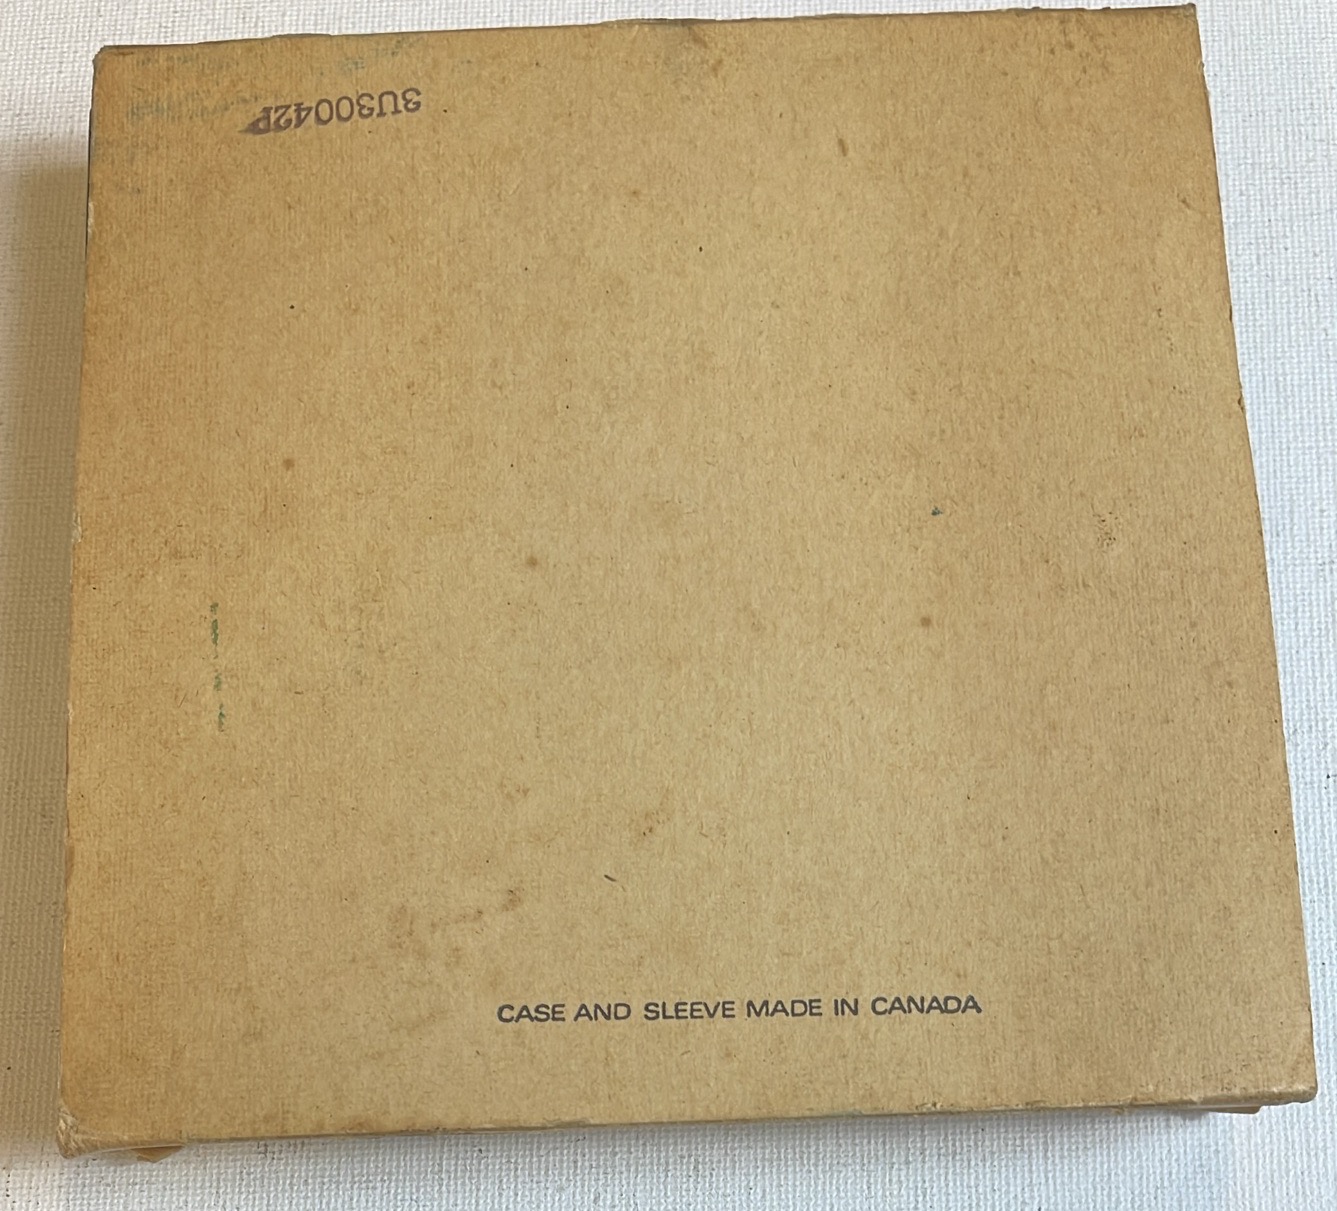 3U30042P
CASE AND SLEEVE MADE IN CANADA